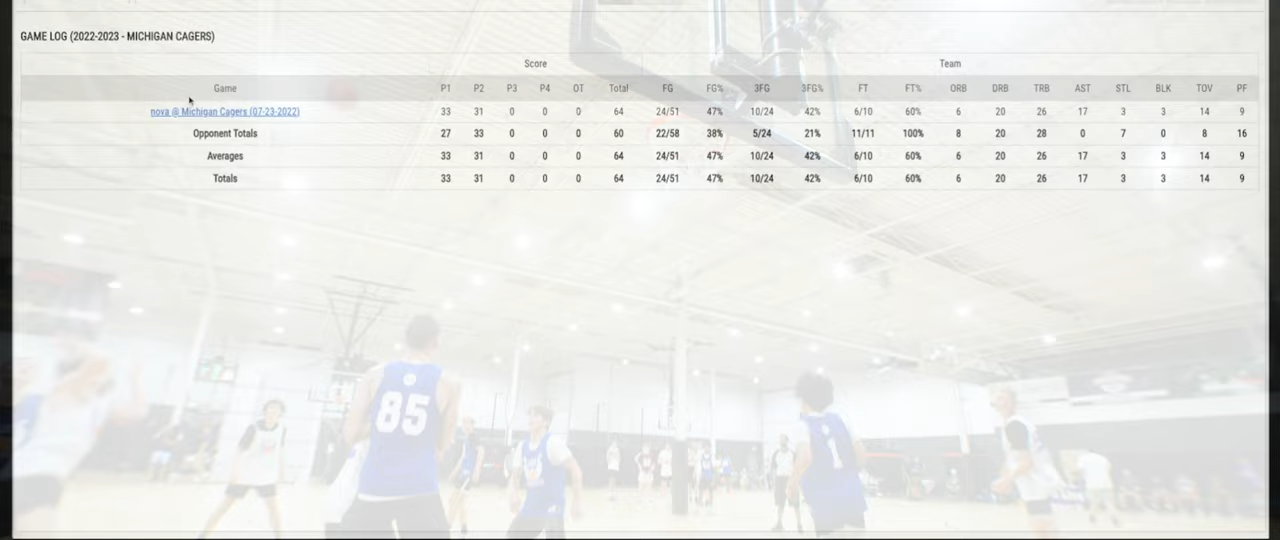 GAME LOG (2022-2023 - MICHIGAN CAGERS)
Score Team
Game P1 P2 P3 P4 OT Total FG FG% 3FG 3FG% FT FT% ORB DRB TRB AST STL BLK TOV PF
nova @ Michigan Cagers (07-23-2022) 33 31 0 0 0 64 24/51 47% 10/24 42% 6/10 60% 6 20 26 17 3 3 14 9
Opponent Totals 27 33 0 0 0 60 22/58 38% 5/24 21% 11/11 100% 8 20 28 0 7 0 8 16
Averages 33 31 0 0 0 64 24/51 47% 10/24 42% 6/10 60% 6 20 26 17 3 3 14 9
Totals 33 31 0 0 0 64 24/51 47% 10/24 42% 6/10 60% 6 20 26 17 3 3 14 9
85
1